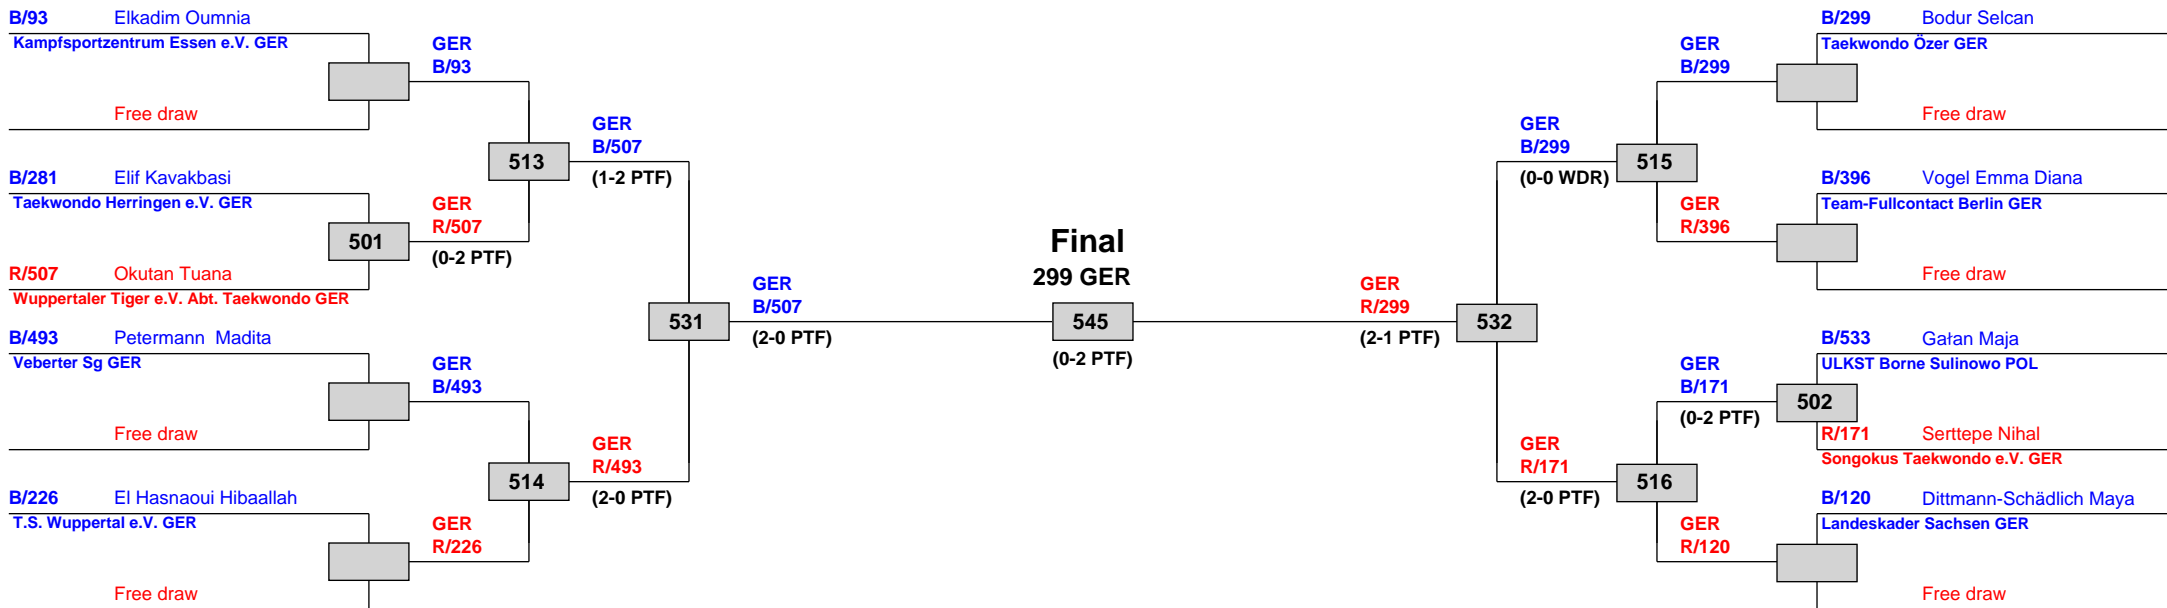 B/93 Elkadim Oumnia
Kampfsportzentrum Essen e.V. GER
Free draw
B/281 Elif Kavakbasi
Taekwondo Herringen e.V. GER
501
R/507 Okutan Tuana
Wuppertaler Tiger e.V. Abt. Taekwondo GER
B/493 Petermann  Madita
Veberter Sg GER
Free draw
B/226 El Hasnaoui Hibaallah
T.S. Wuppertal e.V. GER
Free draw
GER
B/93
513
GER
R/507
(0-2 PTF)
GER
B/493
514
GER
R/226
GER
B/507
(1-2 PTF)
531
GER
R/493
(2-0 PTF)
GER
B/507
(2-0 PTF)
Final
299 GER
545
(0-2 PTF)
GER
R/299
(2-1 PTF)
532
GER
B/299
(0-0 WDR)
GER
R/171
(2-0 PTF)
515
516
GER
B/299
GER
R/396
GER
B/171
(0-2 PTF)
GER
R/120
B/299 Bodur Selcan
Taekwondo Özer GER
Free draw
B/396 Vogel Emma Diana
Team-Fullcontact Berlin GER
Free draw
B/533 Gałan Maja
ULKST Borne Sulinowo POL
502
R/171 Serttepe Nihal
Songokus Taekwondo e.V. GER
B/120 Dittmann-Schädlich Maya
Landeskader Sachsen GER
Free draw